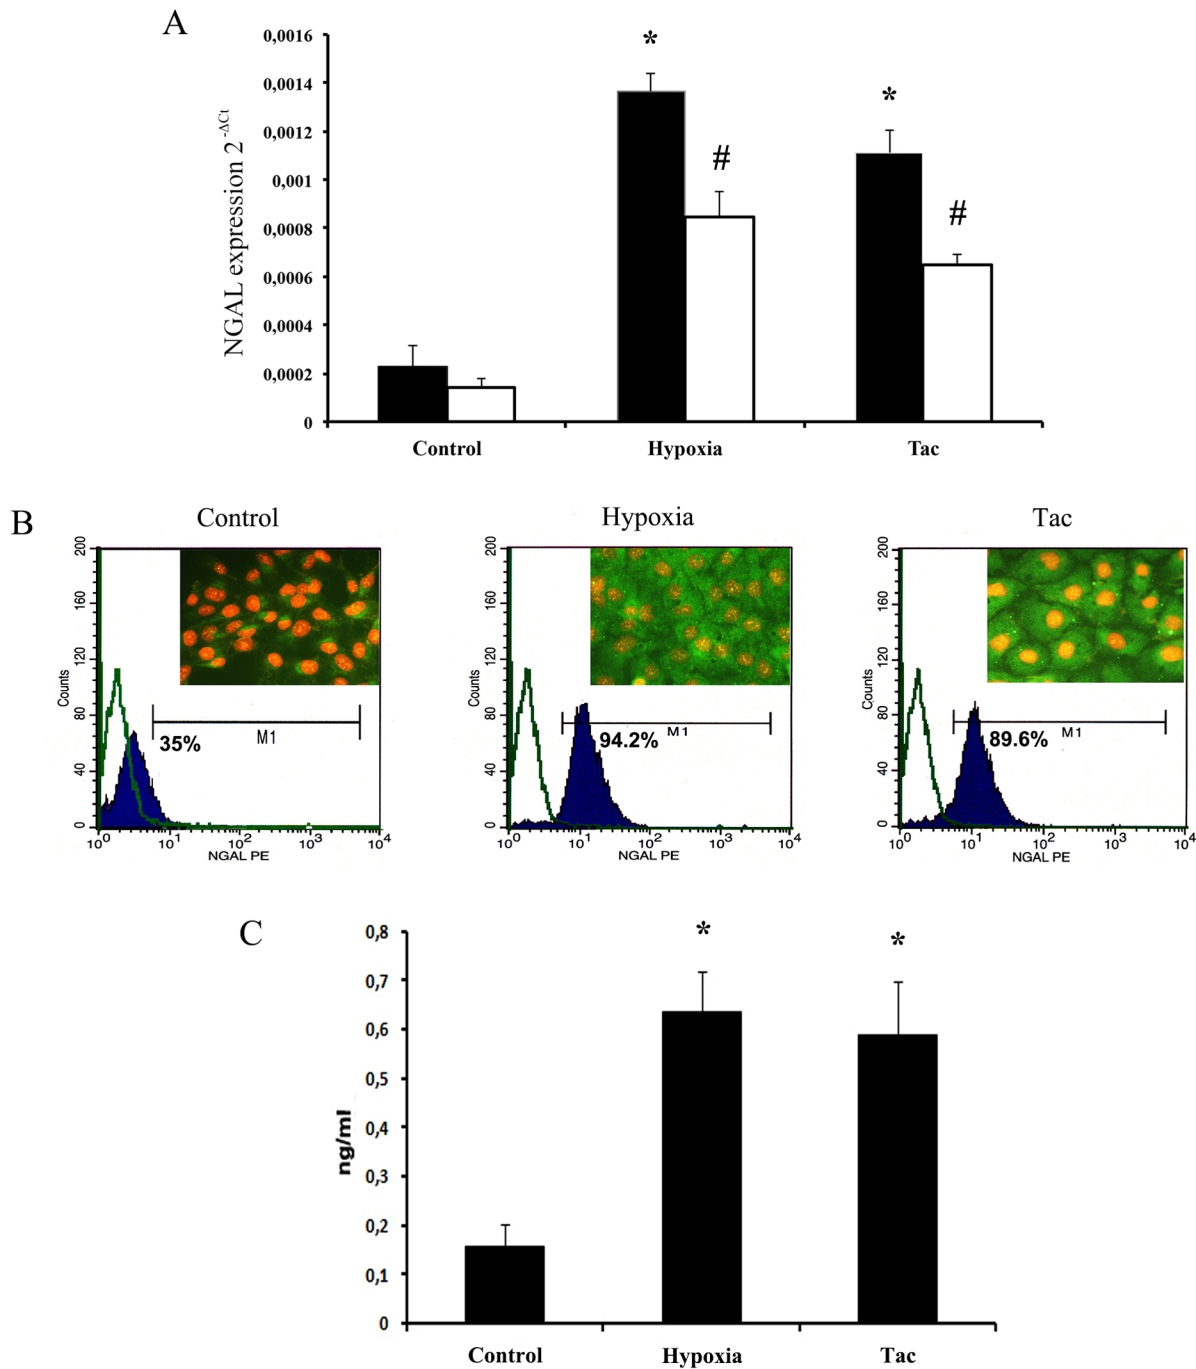 A
0,0016
0,0014
0,0012
0,001
0,0008
0,0006
0,0004
0,0002
0
NGAL expression 2^-ΔCt
*
#
*
#
Control Hypoxia Tac
B
Control Hypoxia Tac
200
160
120
80
40
0
Counts
M1
35%
10^0 10^1 10^2 10^3 10^4
NGAL PE
200
160
120
80
40
0
Counts
M1
94.2%
10^0 10^1 10^2 10^3 10^4
NGAL PE
200
160
120
80
40
0
Counts
M1
89.6%
10^0 10^1 10^2 10^3 10^4
NGAL PE
C
0,8
0,7
0,6
0,5
0,4
0,3
0,2
0,1
0
ng/ml
*
*
Control Hypoxia Tac